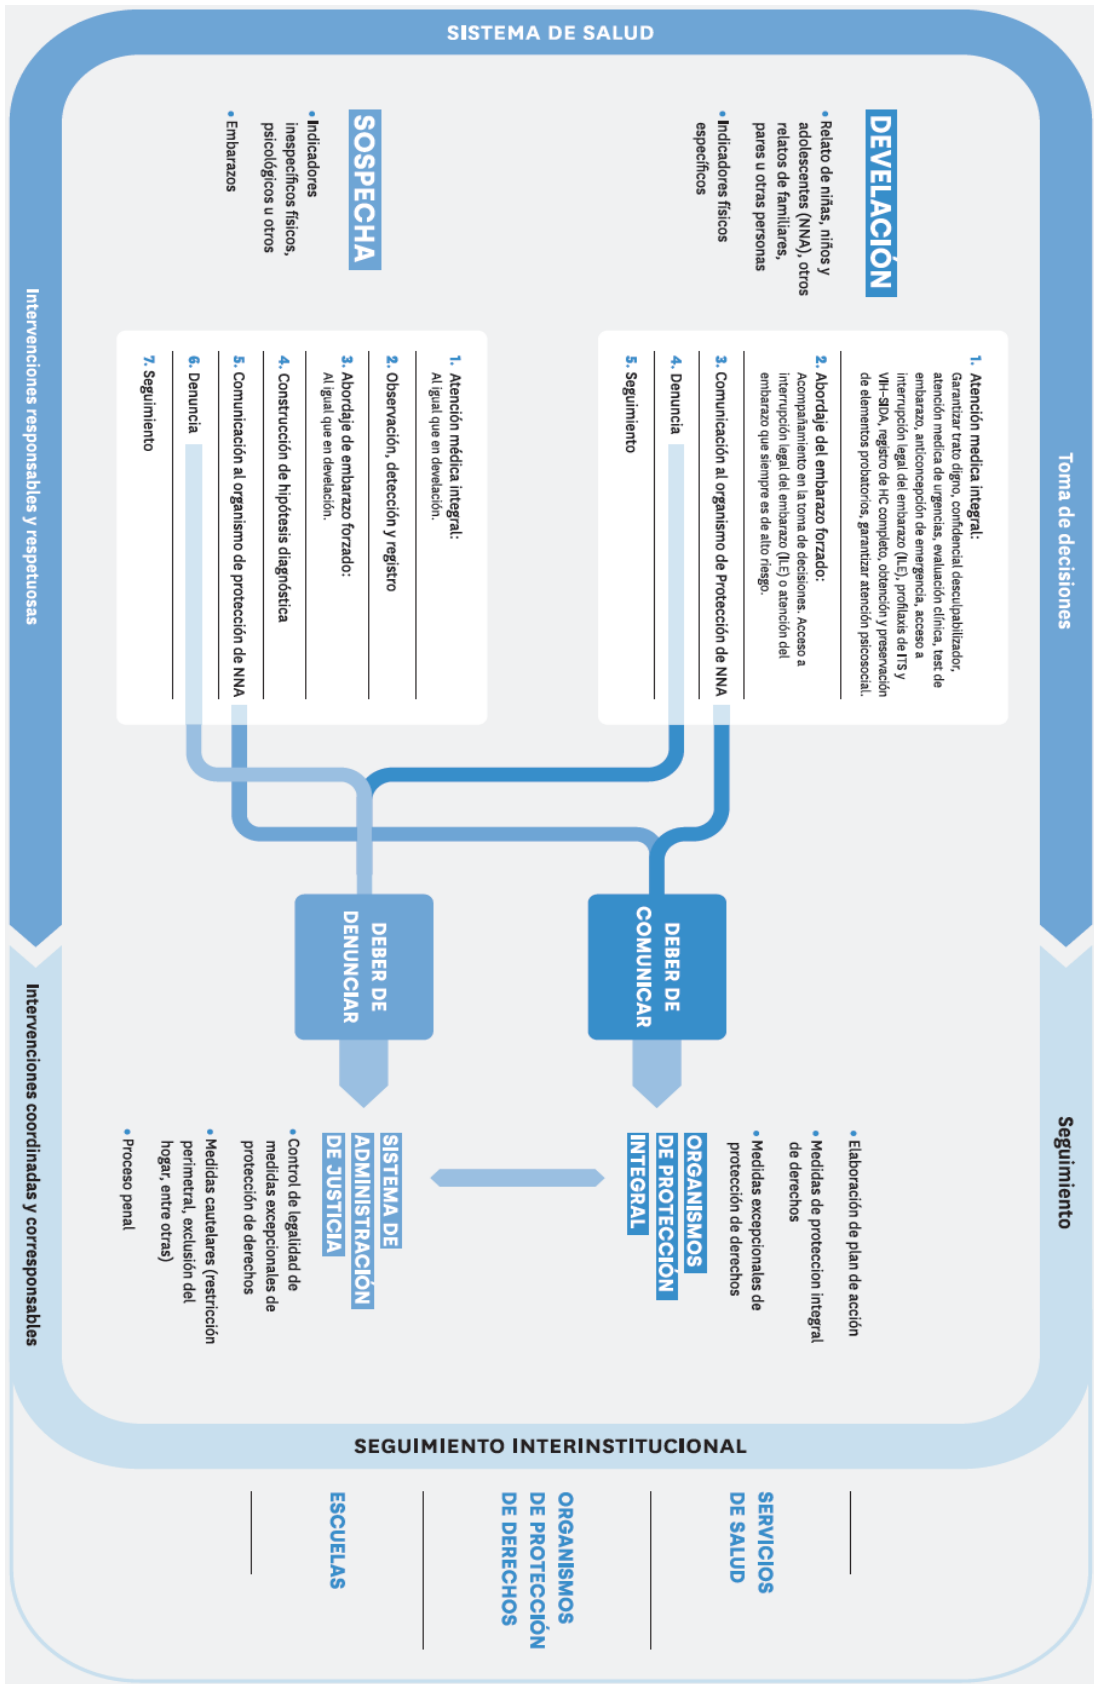 SISTEMA DE SALUD
Toma de decisiones
Seguimiento
DEVELACIÓN
• Relato de niñas, niños y
adolescentes (NNA), otros
relatos de familiares,
pares u otras personas
• Indicadores físicos
específicos
1. Atención medica integral:
Garantizar trato digno, confidencial desculpabilizador,
atención medica de urgencias, evaluación clínica, test de
embarazo, anticoncepción de emergencia, acceso a
interrupción legal del embarazo (ILE), profilaxis de ITS y
VIH–SIDA, registro de HC completo, obtención y preservación
de elementos probatorios, garantizar atención psicosocial.
2. Abordaje del embarazo forzado:
Acompañamiento en la toma de decisiones. Acceso a
interrupción legal del embarazo (ILE) o atención del
embarazo que siempre es de alto riesgo.
3. Comunicación al organismo de Protección de NNA
4. Denuncia
5. Seguimiento
DEBER DE
COMUNICAR
• Elaboración de plan de acción
• Medidas de proteccion integral
de derechos
• Medidas excepcionales de
protección de derechos
ORGANISMOS
DE PROTECCIÓN
INTEGRAL
SOSPECHA
• Indicadores
inespecíficos físicos,
psicológicos u otros
• Embarazos
1. Atención médica integral:
Al igual que en develación.
2. Observación, detección y registro
3. Abordaje de embarazo forzado:
Al igual que en develación.
4. Construcción de hipótesis diagnóstica
5. Comunicación al organismo de protección de NNA
6. Denuncia
7. Seguimiento
DEBER DE
DENUNCIAR
SISTEMA DE
ADMINISTRACIÓN
DE JUSTICIA
• Control de legalidad de
medidas excepcionales de
protección de derechos
• Medidas cautelares (restricción
perimetral, exclusión del
hogar, entre otras)
• Proceso penal
Intervenciones responsables y respetuosas
Intervenciones coordinadas y corresponsables
SEGUIMIENTO INTERINSTITUCIONAL
SERVICIOS
DE SALUD
ORGANISMOS
DE PROTECCIÓN
DE DERECHOS
ESCUELAS